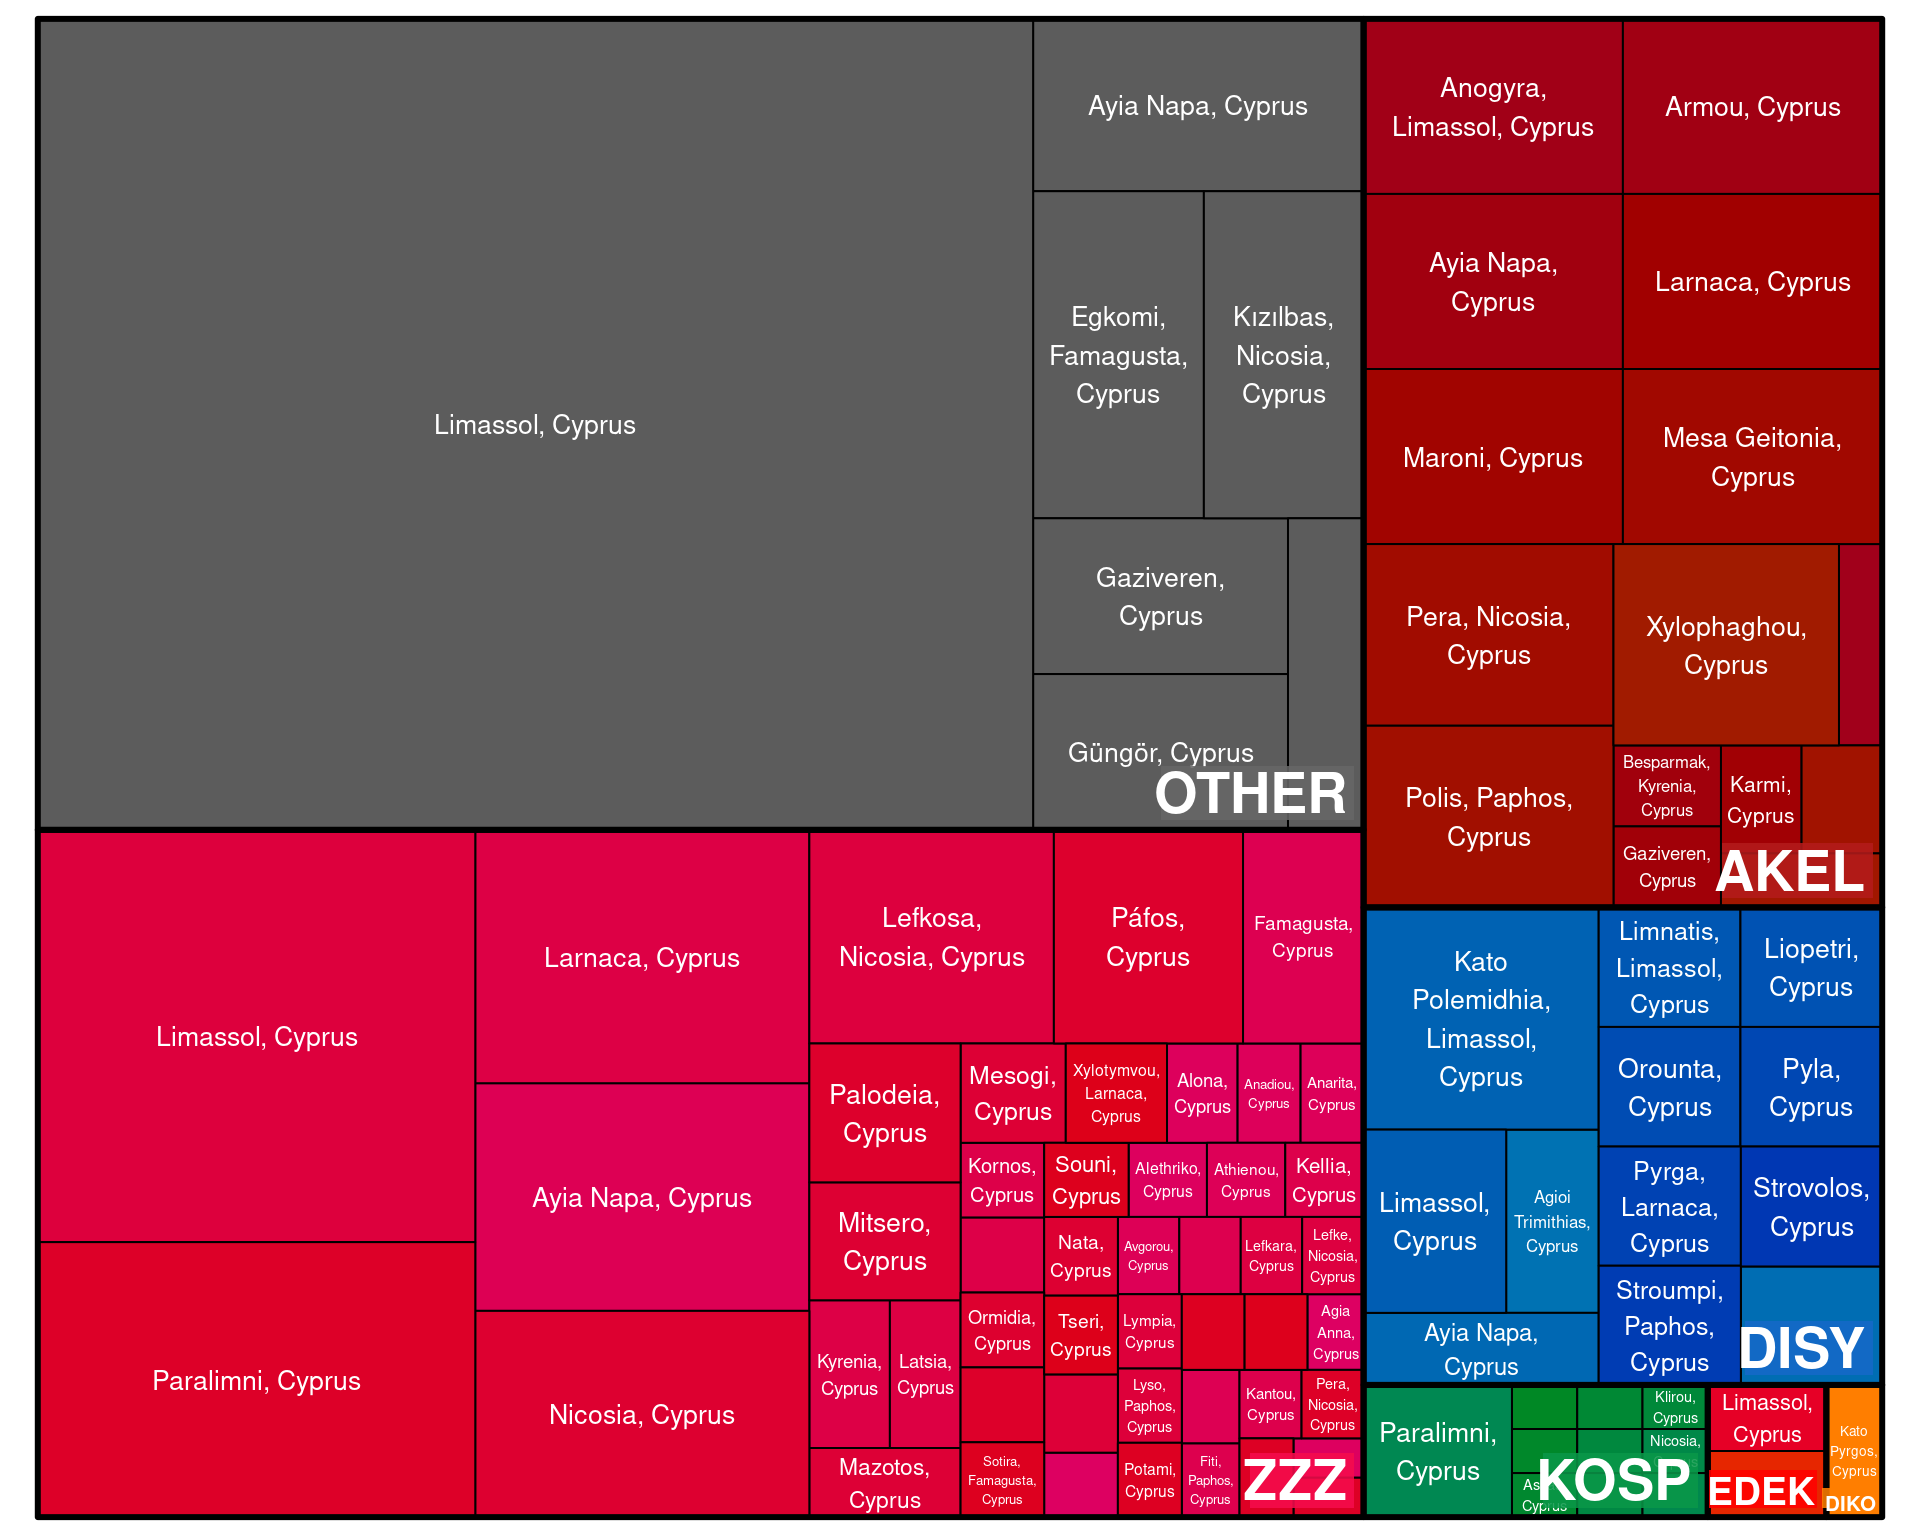 Limassol, Cyprus
Ayia Napa, Cyprus
Egkomi,
Famagusta,
Cyprus
Kızılbas,
Nicosia,
Cyprus
Gaziveren,
Cyprus
Güngör, Cyprus
OTHER
Anogyra,
Limassol, Cyprus
Armou, Cyprus
Ayia Napa,
Cyprus
Larnaca, Cyprus
Maroni, Cyprus
Mesa Geitonia,
Cyprus
Pera, Nicosia,
Cyprus
Xylophaghou,
Cyprus
Polis, Paphos,
Cyprus
Besparmak,
Kyrenia,
Cyprus
Karmi,
Cyprus
Gaziveren,
Cyprus
AKEL
Limassol, Cyprus
Paralimni, Cyprus
Larnaca, Cyprus
Ayia Napa, Cyprus
Nicosia, Cyprus
Lefkosa,
Nicosia, Cyprus
Páfos,
Cyprus
Famagusta,
Cyprus
Palodeia,
Cyprus
Mitsero,
Cyprus
Kyrenia,
Cyprus
Latsia,
Cyprus
Mazotos,
Cyprus
Mesogi,
Cyprus
Xylotymvou,
Larnaca,
Cyprus
Alona,
Cyprus
Anadiou,
Cyprus
Anarita,
Cyprus
Kornos,
Cyprus
Souni,
Cyprus
Alethriko,
Cyprus
Athienou,
Cyprus
Kellia,
Cyprus
Nata,
Cyprus
Avgorou,
Cyprus
Lefkara,
Cyprus
Lefke,
Nicosia,
Cyprus
Ormidia,
Cyprus
Tseri,
Cyprus
Lympia,
Cyprus
Agia
Anna,
Cyprus
Lyso,
Paphos,
Cyprus
Kantou,
Cyprus
Pera,
Nicosia,
Cyprus
Sotira,
Famagusta,
Cyprus
Potami,
Cyprus
Fiti,
Paphos,
Cyprus
ZZZ
Kato
Polemidhia,
Limassol,
Cyprus
Limnatis,
Limassol,
Cyprus
Liopetri,
Cyprus
Orounta,
Cyprus
Pyla,
Cyprus
Limassol,
Cyprus
Agioi
Trimithias,
Cyprus
Pyrga,
Larnaca,
Cyprus
Strovolos,
Cyprus
Ayia Napa,
Cyprus
Stroumpi,
Paphos,
Cyprus
DISY
Paralimni,
Cyprus
Klirou,
Cyprus
Nicosia,
Cyprus
KOSP
Limassol,
Cyprus
EDEK
Kato
Pyrgos,
Cyprus
DIKO